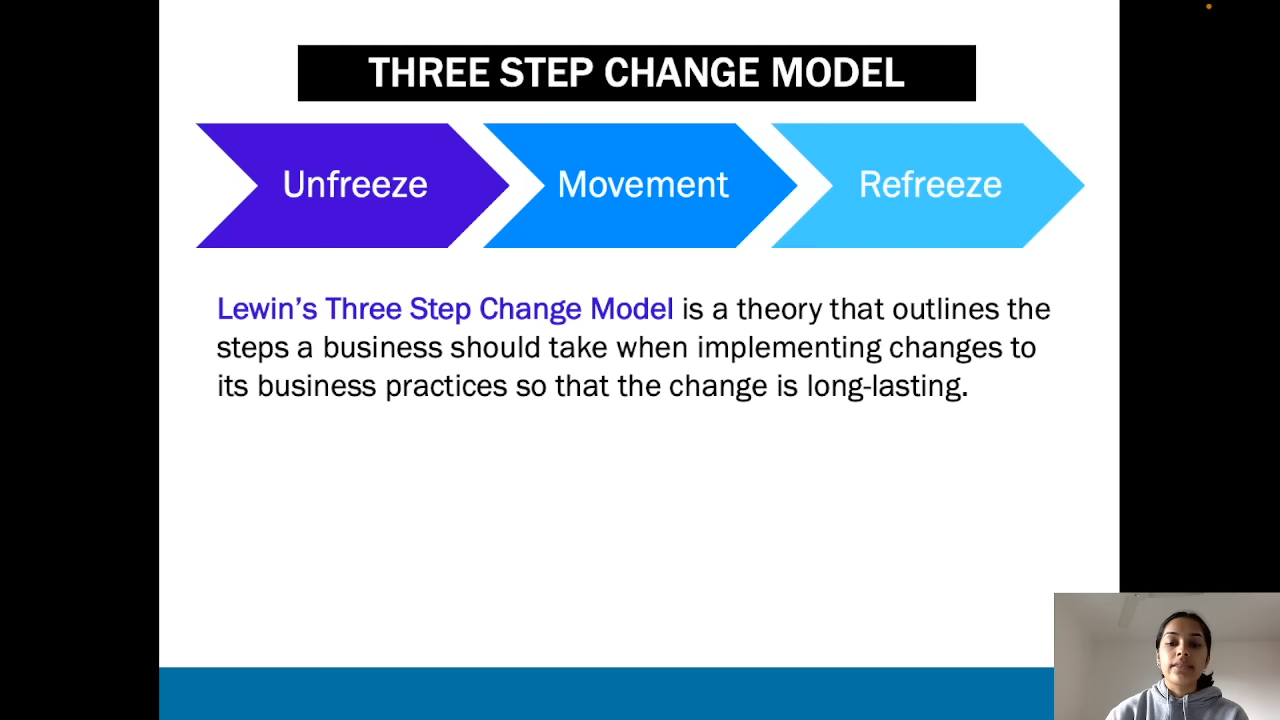 THREE STEP CHANGE MODEL
Unfreeze
Movement
Refreeze
Lewin’s Three Step Change Model is a theory that outlines the
steps a business should take when implementing changes to
its business practices so that the change is long-lasting.